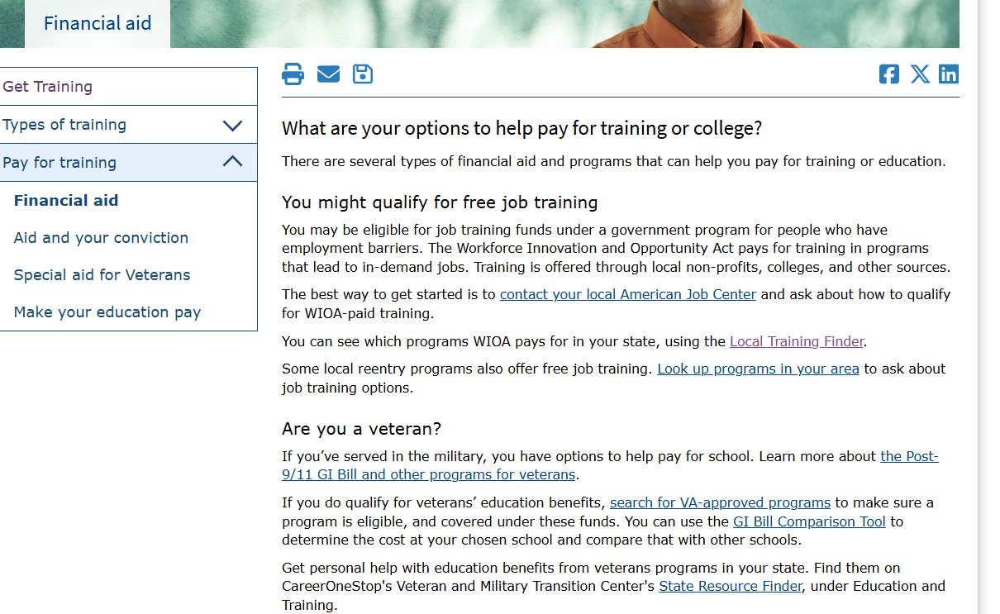 Financial aid
Get Training
Types of training
Pay for training
Financial aid
Aid and your conviction
Special aid for Veterans
Make your education pay
What are your options to help pay for training or college?
There are several types of financial aid and programs that can help you pay for training or education.
You might qualify for free job training
You may be eligible for job training funds under a government program for people who have
employment barriers. The Workforce Innovation and Opportunity Act pays for training in programs
that lead to in-demand jobs. Training is offered through local non-profits, colleges, and other sources.
The best way to get started is to contact your local American Job Center and ask about how to qualify
for WIOA-paid training.
You can see which programs WIOA pays for in your state, using the Local Training Finder.
Some local reentry programs also offer free job training. Look up programs in your area to ask about
job training options.
Are you a veteran?
If you’ve served in the military, you have options to help pay for school. Learn more about the Post-
9/11 GI Bill and other programs for veterans.
If you do qualify for veterans’ education benefits, search for VA-approved programs to make sure a
program is eligible, and covered under these funds. You can use the GI Bill Comparison Tool to
determine the cost at your chosen school and compare that with other schools.
Get personal help with education benefits from veterans programs in your state. Find them on
CareerOneStop's Veteran and Military Transition Center's State Resource Finder, under Education and
Training.